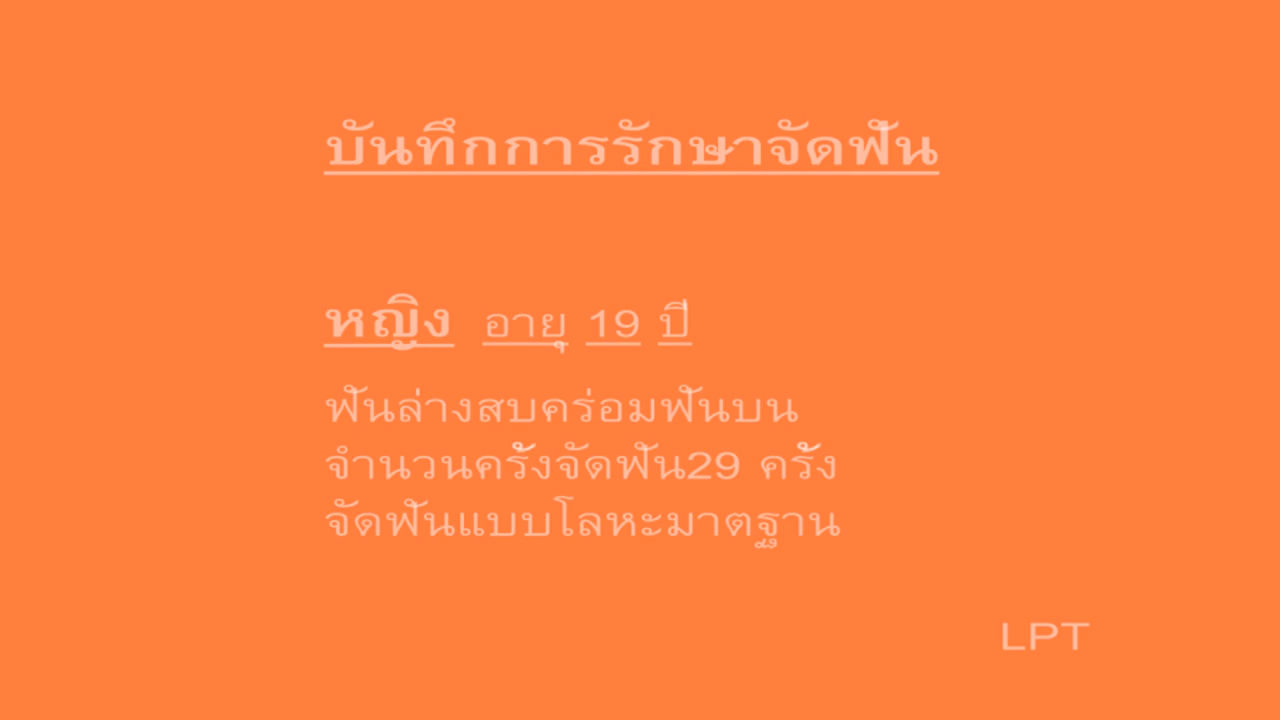 บันทึกการรักษาจัดฟัน
หญิง อายุ 19 ปี
ฟันล่างสบคร่อมฟันบน
จำนวนครั้งจัดฟัน29 ครั้ง
จัดฟันแบบโลหะมาตฐาน
LPT